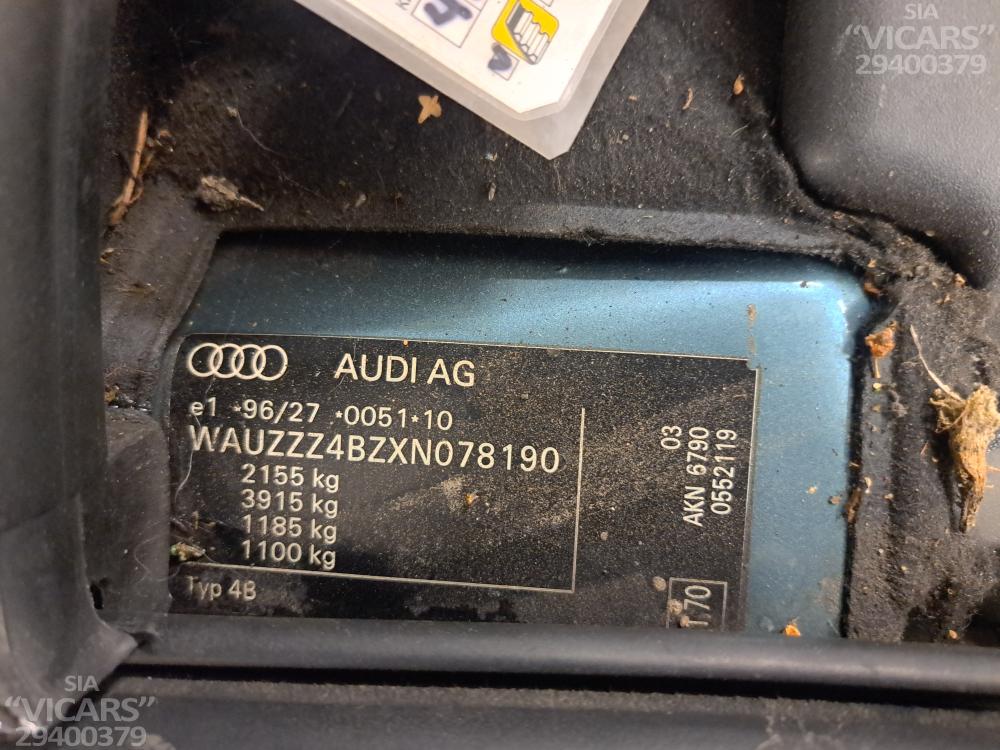 SIA
“VICARS”
29400379
AUDI AG
e1 *96/27 *0051*10
WAUZZZ4BZXN078190
2155 kg
3915 kg
1185 kg
1100 kg
Typ 4B
03
AKN 6790
0552119
SIA
“VICARS”
29400379